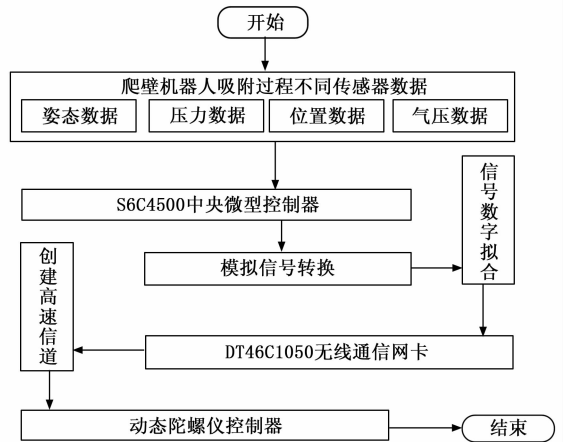 开始
爬壁机器人吸附过程不同传感器数据
姿态数据
压力数据
位置数据
气压数据
S6C4500中央微型控制器
信号数字拟合
模拟信号转换
创建高速信道
DT46C1050无线通信网卡
动态陀螺仪控制器
结束